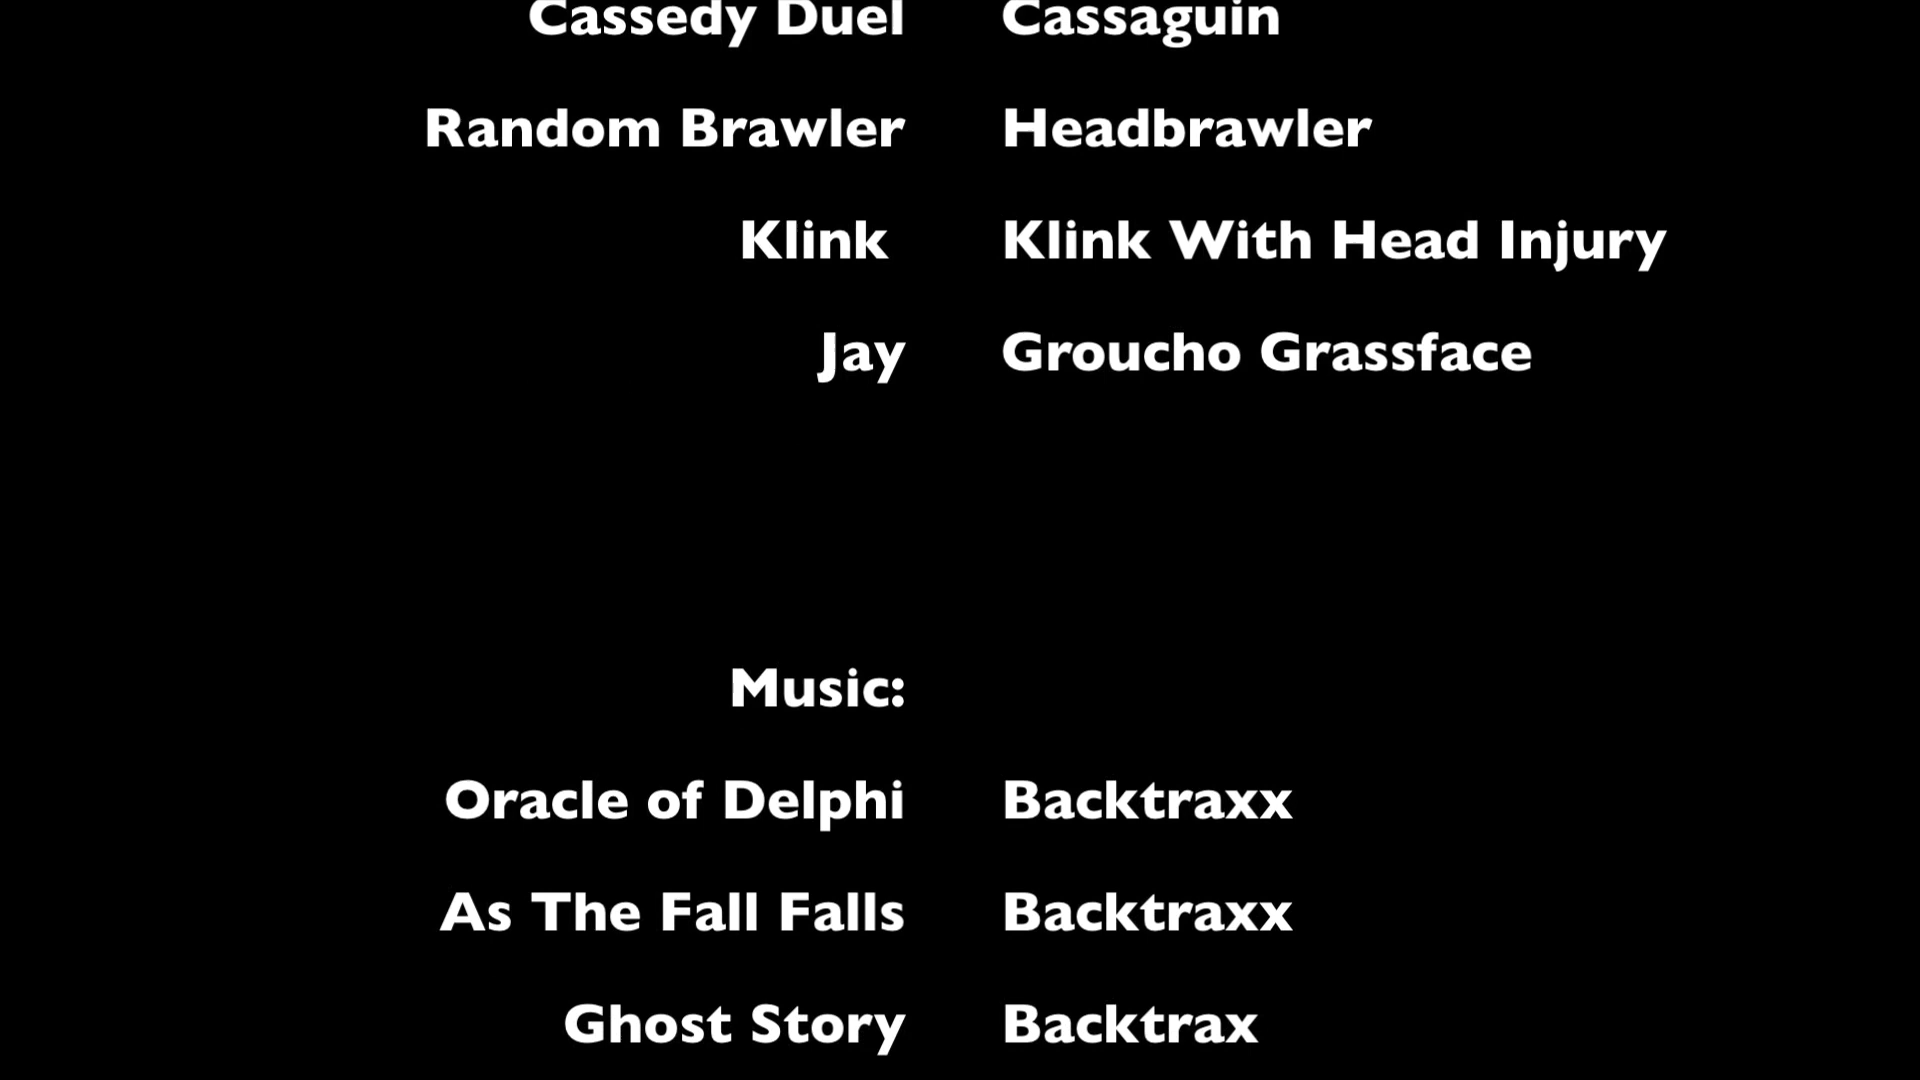 Cassedy Duel Cassaguin
Random Brawler Headbrawler
Klink Klink With Head Injury
Jay Groucho Grassface
Music:
Oracle of Delphi Backtraxx
As The Fall Falls Backtraxx
Ghost Story Backtrax